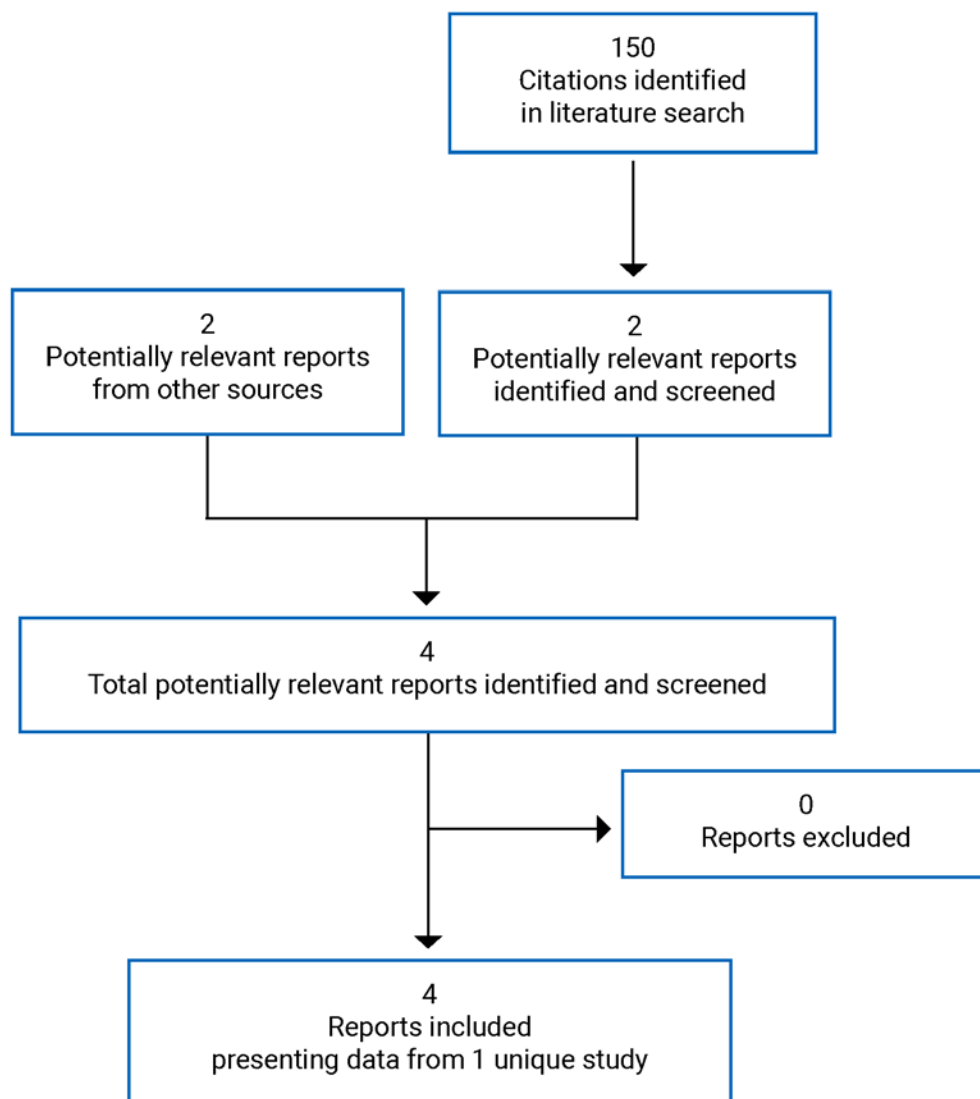 150
Citations identified
in literature search
2
Potentially relevant reports
from other sources
2
Potentially relevant reports
identified and screened
4
Total potentially relevant reports identified and screened
0
Reports excluded
4
Reports included
presenting data from 1 unique study